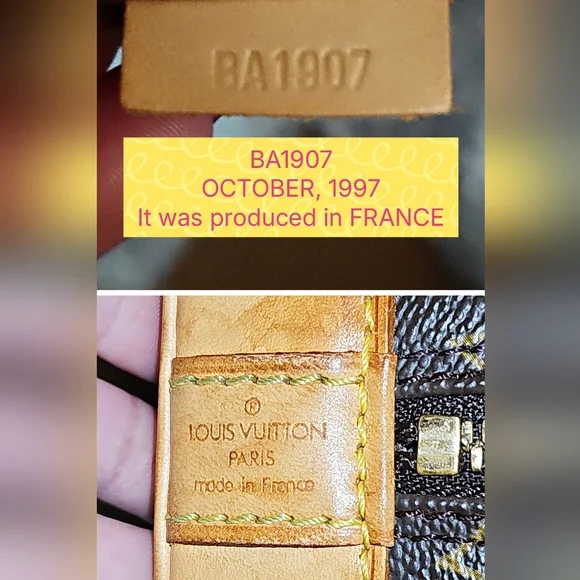 BA1907
BA1907
OCTOBER, 1997
It was produced in FRANCE
®
LOUIS VUITTON
PARIS
made in France